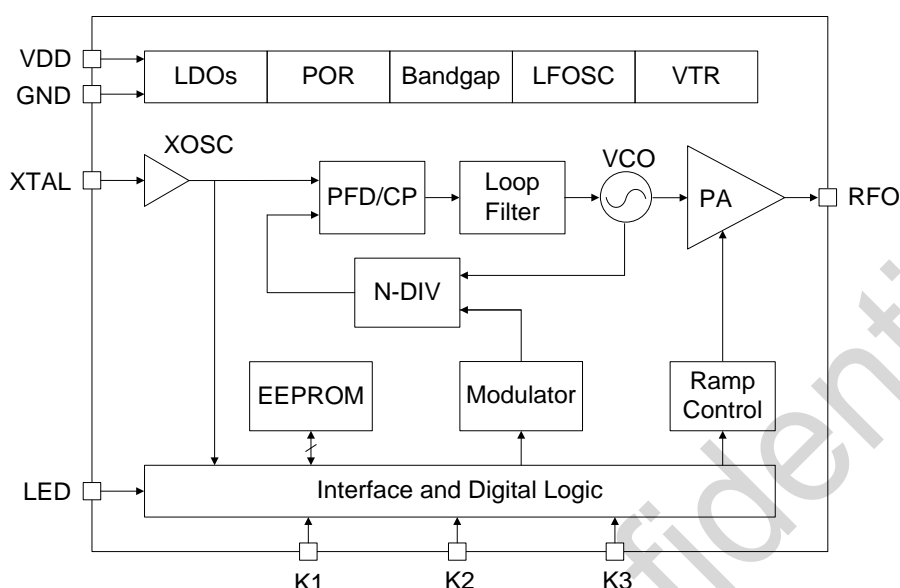 VDD
GND
LDOs
POR
Bandgap
LFOSC
VTR
XOSC
XTAL
PFD/CP
Loop
Filter
VCO
PA
RFO
N-DIV
EEPROM
Modulator
Ramp
Control
LED
Interface and Digital Logic
K1
K2
K3